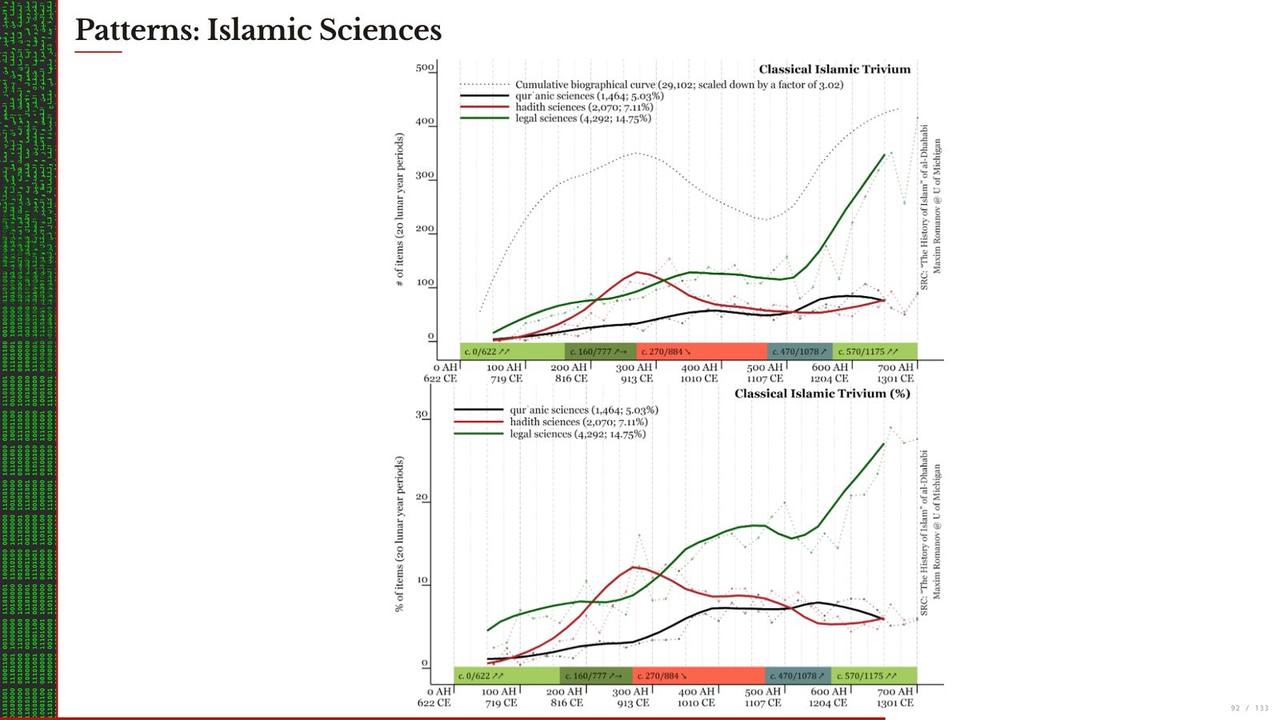 Patterns: Islamic Sciences
Classical Islamic Trivium
Cumulative biographical curve (29,102; scaled down by a factor of 3.02)
qurʾanic sciences (1,464; 5.03%)
hadith sciences (2,070; 7.11%)
legal sciences (4,292; 14.75%)
500
400
300
200
100
0
# of items (20 lunar year periods)
SRC: "The History of Islam" of al-Dhahabi
Maxim Romanov @ U of Michigan
c. 0/622 ↗↗ c. 160/777 ↗→ c. 270/884 ↘ c. 470/1078 ↗ c. 570/1175 ↗↗
0 AH 100 AH 200 AH 300 AH 400 AH 500 AH 600 AH 700 AH
622 CE 719 CE 816 CE 913 CE 1010 CE 1107 CE 1204 CE 1301 CE
Classical Islamic Trivium (%)
qurʾanic sciences (1,464; 5.03%)
hadith sciences (2,070; 7.11%)
legal sciences (4,292; 14.75%)
30
20
10
0
% of items (20 lunar year periods)
SRC: "The History of Islam" of al-Dhahabi
Maxim Romanov @ U of Michigan
c. 0/622 ↗↗ c. 160/777 ↗→ c. 270/884 ↘ c. 470/1078 ↗ c. 570/1175 ↗↗
0 AH 100 AH 200 AH 300 AH 400 AH 500 AH 600 AH 700 AH
622 CE 719 CE 816 CE 913 CE 1010 CE 1107 CE 1204 CE 1301 CE
92 / 133